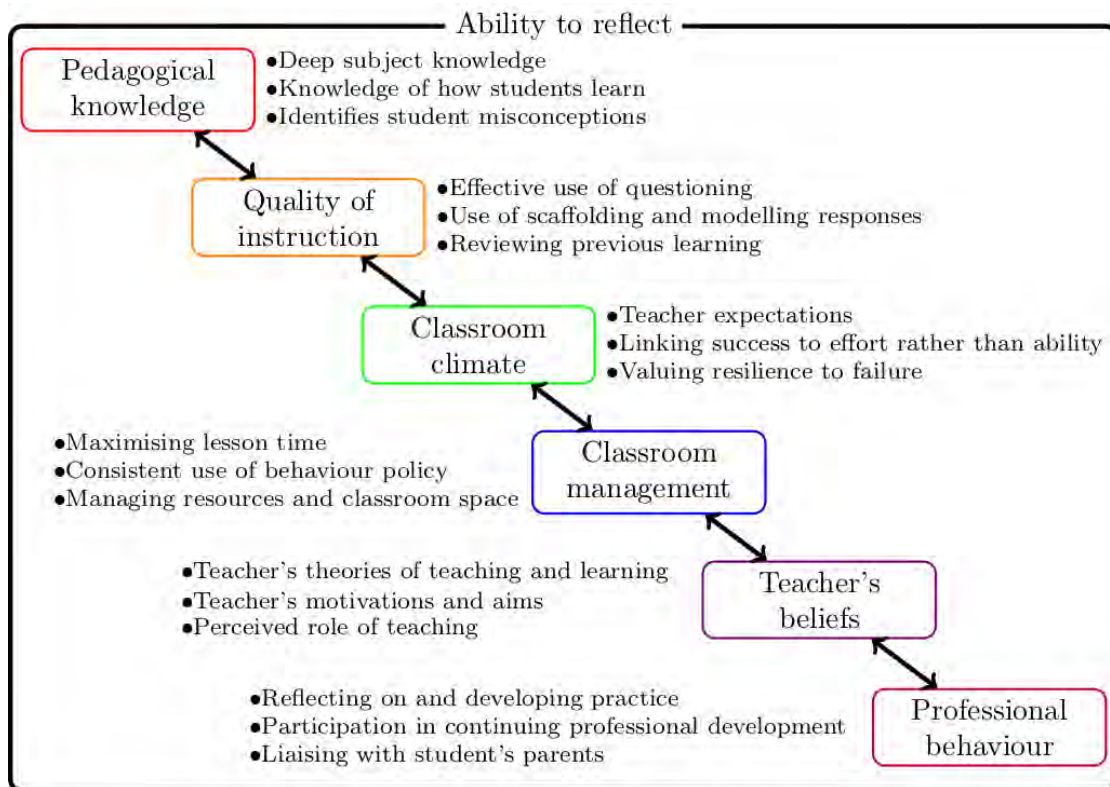 Ability to reflect
Pedagogical
knowledge
•Deep subject knowledge
•Knowledge of how students learn
•Identifies student misconceptions
Quality of
instruction
•Effective use of questioning
•Use of scaffolding and modelling responses
•Reviewing previous learning
Classroom
climate
•Teacher expectations
•Linking success to effort rather than ability
•Valuing resilience to failure
•Maximising lesson time
•Consistent use of behaviour policy
•Managing resources and classroom space
Classroom
management
•Teacher's theories of teaching and learning
•Teacher's motivations and aims
•Perceived role of teaching
Teacher's
beliefs
•Reflecting on and developing practice
•Participation in continuing professional development
•Liaising with student's parents
Professional
behaviour